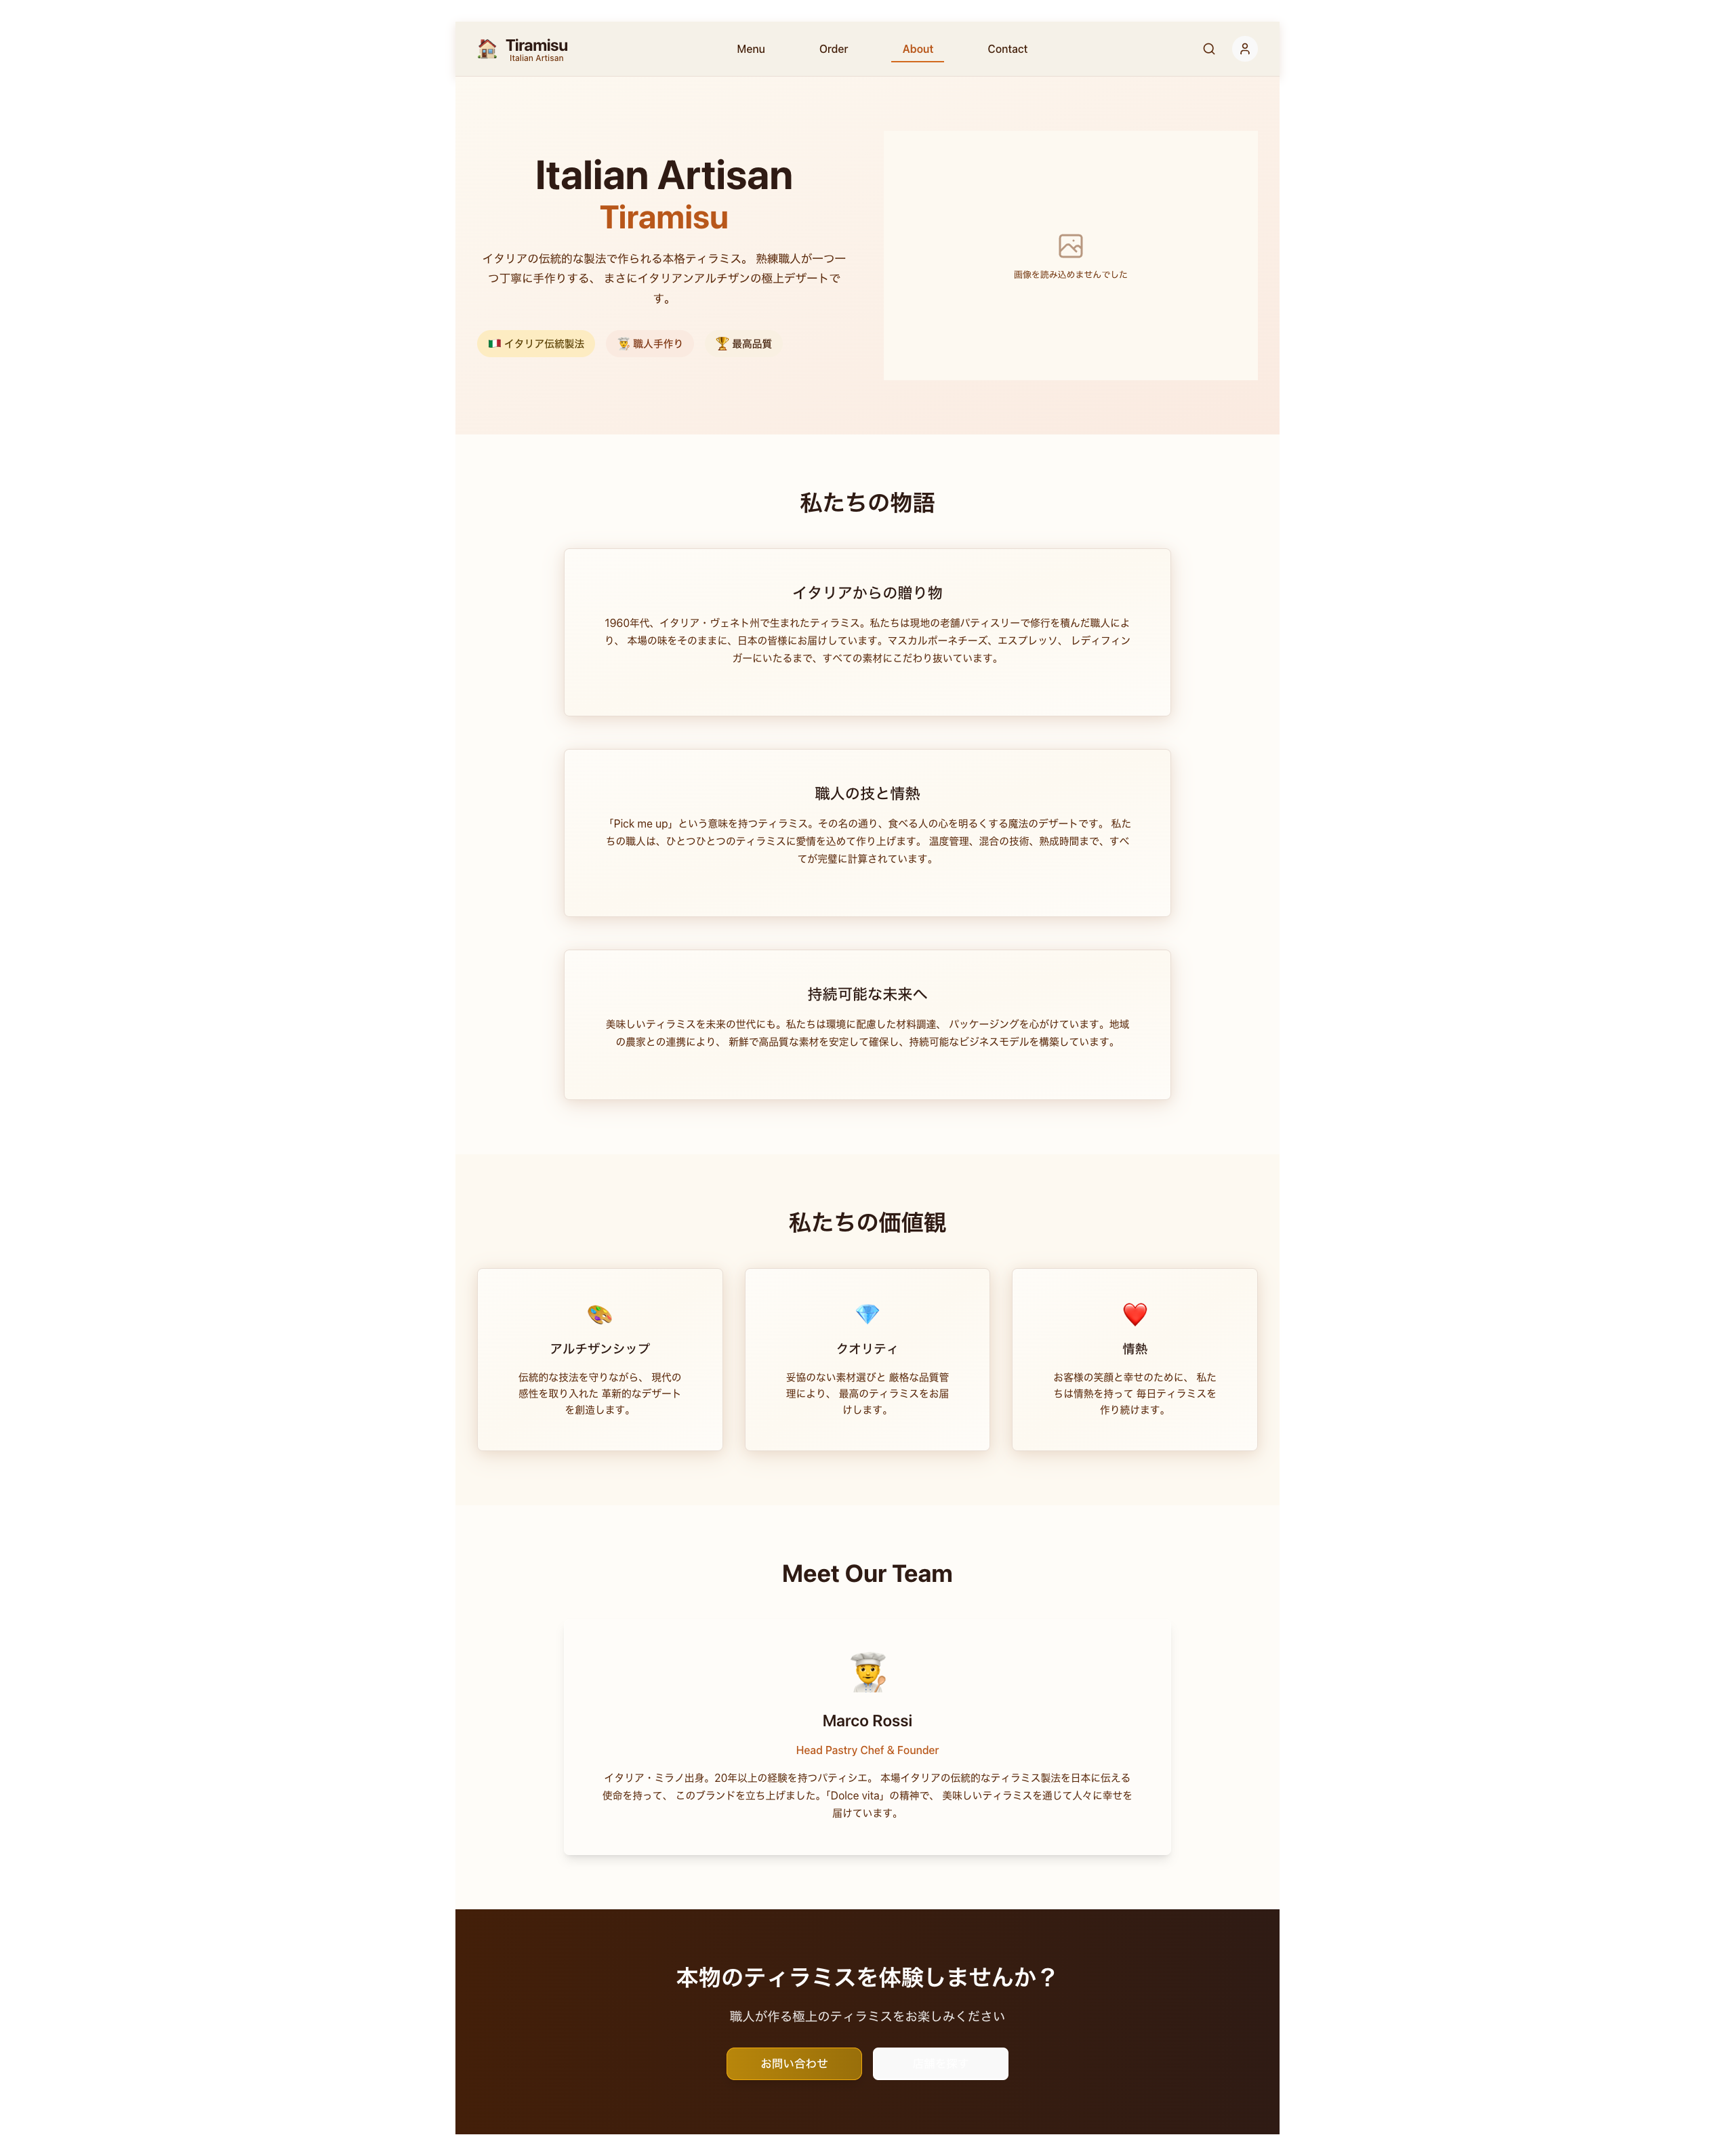 Tiramisu
Italian Artisan
Menu
Order
About
Contact
Italian Artisan
Tiramisu
イタリアの伝統的な製法で作られる本格ティラミス。 熟練職人が一つ一
つ丁寧に手作りする、 まさにイタリアンアルチザンの極上デザートで
す。
イタリア伝統製法
職人手作り
最高品質
画像を読み込めませんでした
私たちの物語
イタリアからの贈り物
1960年代、イタリア・ヴェネト州で生まれたティラミス。私たちは現地の老舗パティスリーで修行を積んだ職人によ
り、 本場の味をそのままに、日本の皆様にお届けしています。マスカルポーネチーズ、エスプレッソ、 レディフィン
ガーにいたるまで、すべての素材にこだわり抜いています。
職人の技と情熱
「Pick me up」という意味を持つティラミス。その名の通り、食べる人の心を明るくする魔法のデザートです。 私た
ちの職人は、ひとつひとつのティラミスに愛情を込めて作り上げます。 温度管理、混合の技術、熟成時間まで、すべ
てが完璧に計算されています。
持続可能な未来へ
美味しいティラミスを未来の世代にも。私たちは環境に配慮した材料調達、 パッケージングを心がけています。地域
の農家との連携により、 新鮮で高品質な素材を安定して確保し、持続可能なビジネスモデルを構築しています。
私たちの価値観
アルチザンシップ
伝統的な技法を守りながら、 現代の
感性を取り入れた 革新的なデザート
を創造します。
クオリティ
妥協のない素材選びと 厳格な品質管
理により、 最高のティラミスをお届
けします。
情熱
お客様の笑顔と幸せのために、 私た
ちは情熱を持って 毎日ティラミスを
作り続けます。
Meet Our Team
Marco Rossi
Head Pastry Chef & Founder
イタリア・ミラノ出身。20年以上の経験を持つパティシエ。 本場イタリアの伝統的なティラミス製法を日本に伝える
使命を持って、 このブランドを立ち上げました。「Dolce vita」の精神で、 美味しいティラミスを通じて人々に幸せを
届けています。
本物のティラミスを体験しませんか？
職人が作る極上のティラミスをお楽しみください
お問い合わせ